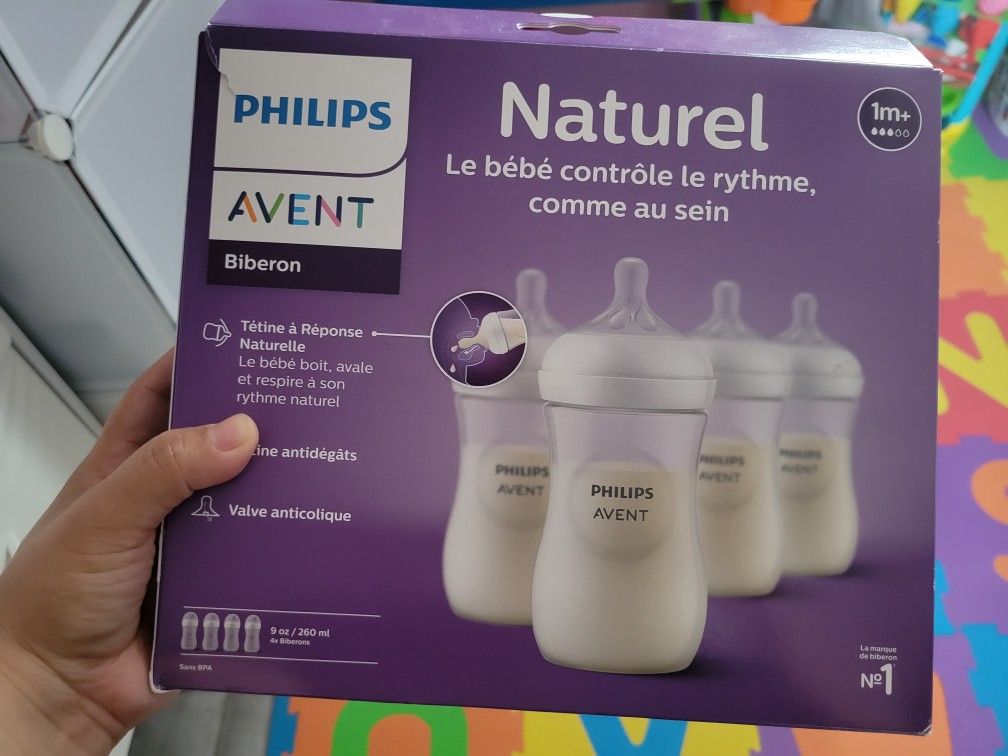 PHILIPS
AVENT
Biberon
Naturel
Le bébé contrôle le rythme,
comme au sein
1m+
Tétine à Réponse
Naturelle
Le bébé boit, avale
et respire à son
rythme naturel
antidégâts
Valve anticolique
PHILIPS
AVENT
PHILIPS
AVENT
PHILIPS
AVENT
PHILIPS
AVENT
9 oz / 260 ml
4x Biberons
Sans BPA
La marque
de biberon
Nº1